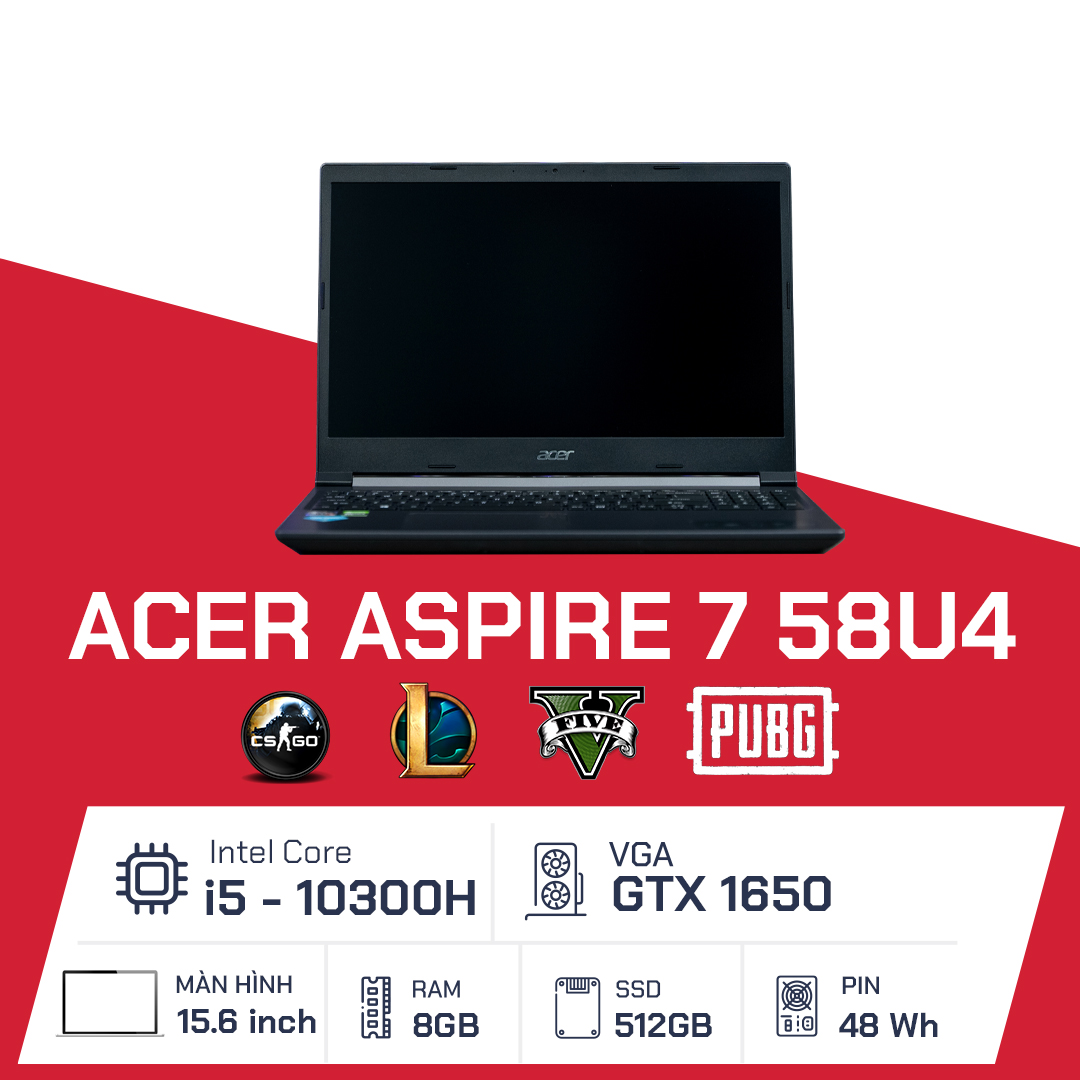 acer
ACER ASPIRE 7 58U4
CS GO
L
V
FIVE
PUBG
Intel Core
i5 - 10300H
VGA
GTX 1650
MÀN HÌNH
15.6 inch
RAM
8GB
SSD
512GB
PIN
48 Wh